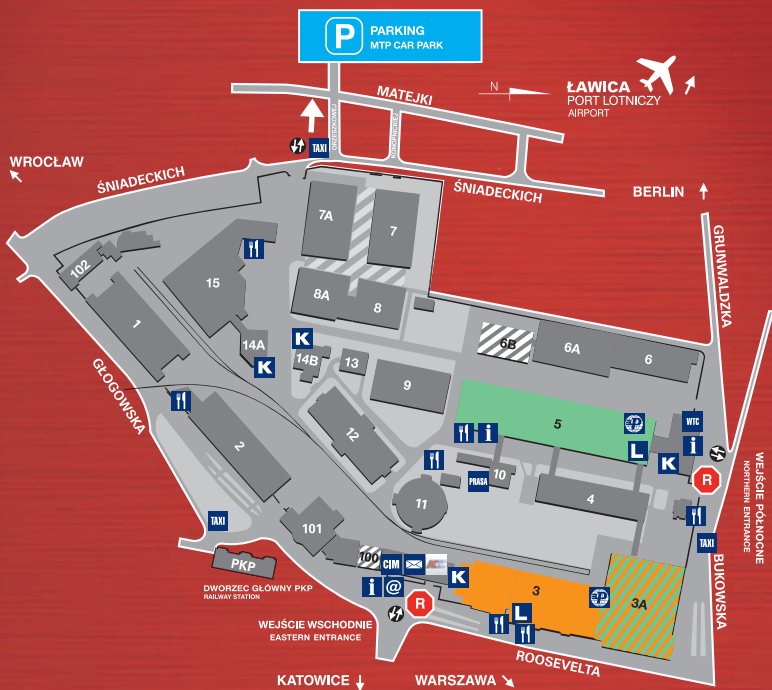 P
PARKING
MTP CAR PARK
N
ŁAWICA
PORT LOTNICZY
AIRPORT
MATEJKI
ORZESZKOWEJ
KONOPNICKIEJ
TAXI
WROCŁAW
ŚNIADECKICH
ŚNIADECKICH
BERLIN
GRUNWALDZKA
7A
7
102
15
8A
8
1
14A
K
K
14B
13
9
6B
6A
6
GŁOGOWSKA
2
12
5
L
WTC
i
K
i
R
WEJŚCIE PÓŁNOCNE
NORTHERN ENTRANCE
10
PRASA
11
4
TAXI
BUKOWSKA
TAXI
101
100
PKP
DWORZEC GŁÓWNY PKP
RAILWAY STATION
CIM
i
@
K
R
3
L
3A
WEJŚCIE WSCHODNIE
EASTERN ENTRANCE
ROOSEVELTA
KATOWICE
WARSZAWA